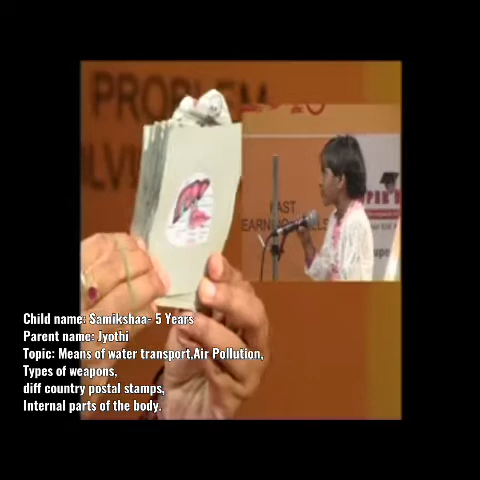 PROBLEM
Child name: Samikshaa- 5 Years
Parent name: Jyothi
Topic: Means of water transport,Air Pollution,
Types of weapons,
diff country postal stamps,
Internal parts of the body.